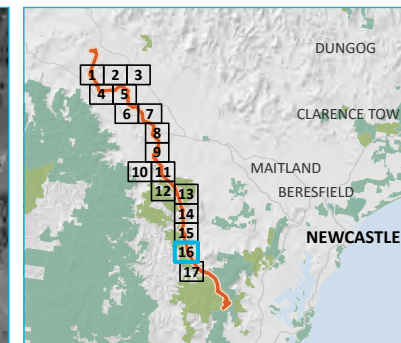 DUNGOG
1 2 3
4 5
6 7
CLARENCE TOW
8
9
10 11
MAITLAND
12 13
BERESFIELD
14
15
NEWCASTLE
16
17